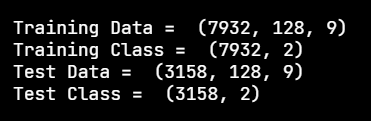 Training Data =  (7932, 128, 9)
Training Class =  (7932, 2)
Test Data =  (3158, 128, 9)
Test Class =  (3158, 2)